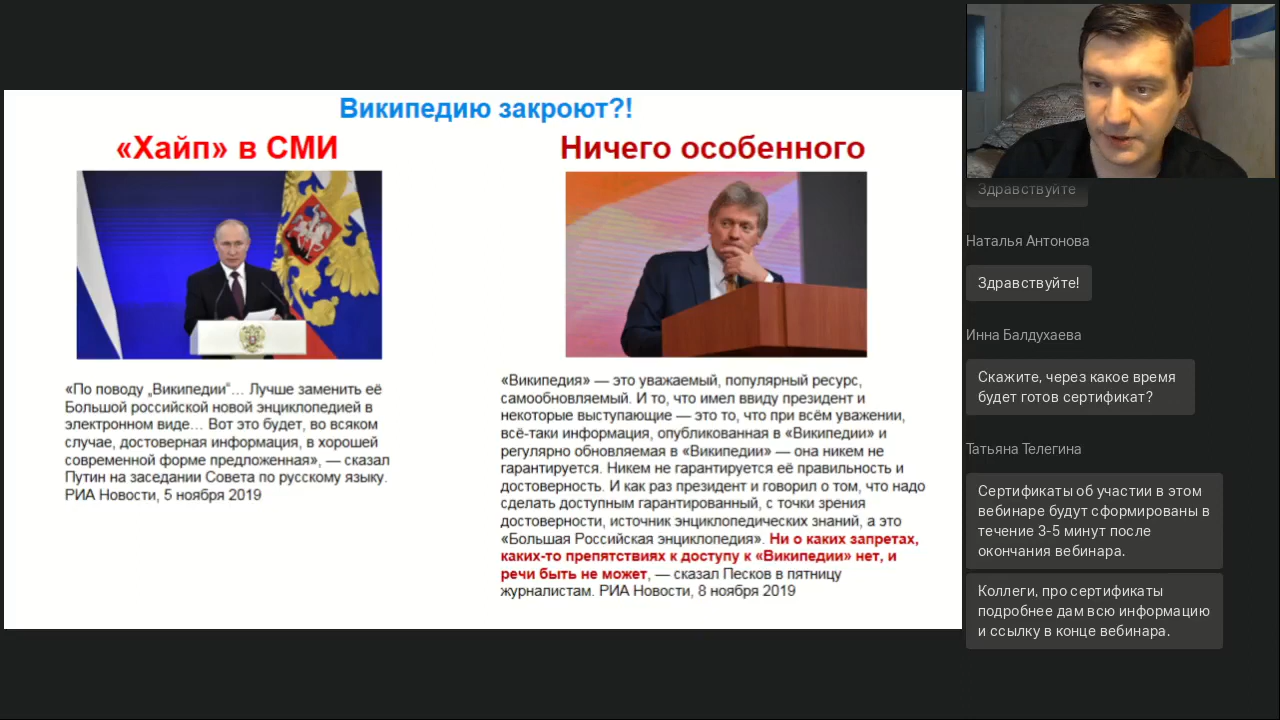 Википедию закроют?!
«Хайп» в СМИ
«По поводу „Википедии“… Лучше заменить её
Большой российской новой энциклопедией в
электронном виде… Вот это будет, во всяком
случае, достоверная информация, в хорошей
современной форме предложенная», — сказал
Путин на заседании Совета по русскому языку.
РИА Новости, 5 ноября 2019
Ничего особенного
«Википедия» — это уважаемый, популярный ресурс,
самообновляемый. И то, что имел ввиду президент и
некоторые выступающие — это то, что при всём уважении,
всё-таки информация, опубликованная в «Википедии» и
регулярно обновляемая в «Википедии» — она никем не
гарантируется. Никем не гарантируется её правильность и
достоверность. И как раз президент и говорил о том, что надо
сделать доступным гарантированный, с точки зрения
достоверности, источник энциклопедических знаний, а это
«Большая Российская энциклопедия». Ни о каких запретах,
каких-то препятствиях к доступу к «Википедии» нет, и
речи быть не может, — сказал Песков в пятницу
журналистам. РИА Новости, 8 ноября 2019
Здравствуйте
Наталья Антонова
Здравствуйте!
Инна Балдухаева
Скажите, через какое время
будет готов сертификат?
Татьяна Телегина
Сертификаты об участии в этом
вебинаре будут сформированы в
течение 3-5 минут после
окончания вебинара.
Коллеги, про сертификаты
подробнее дам всю информацию
и ссылку в конце вебинара.